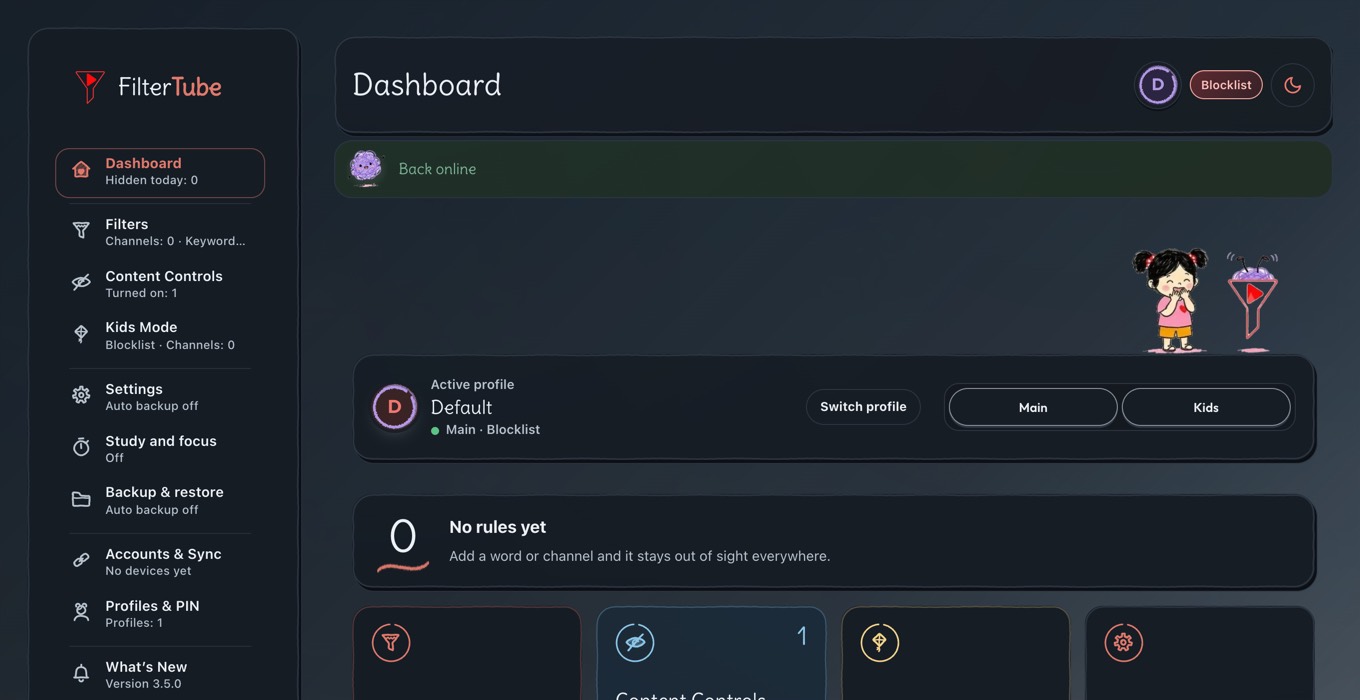 FilterTube
Dashboard
Hidden today: 0
Filters
Channels: 0 · Keyword...
Content Controls
Turned on: 1
Kids Mode
Blocklist · Channels: 0
Settings
Auto backup off
Study and focus
Off
Backup & restore
Auto backup off
Accounts & Sync
No devices yet
Profiles & PIN
Profiles: 1
What's New
Version 3.5.0
Dashboard
D
Blocklist
Back online
D
Active profile
Default
Main · Blocklist
Switch profile
Main
Kids
0
No rules yet
Add a word or channel and it stays out of sight everywhere.
1
Content Controls